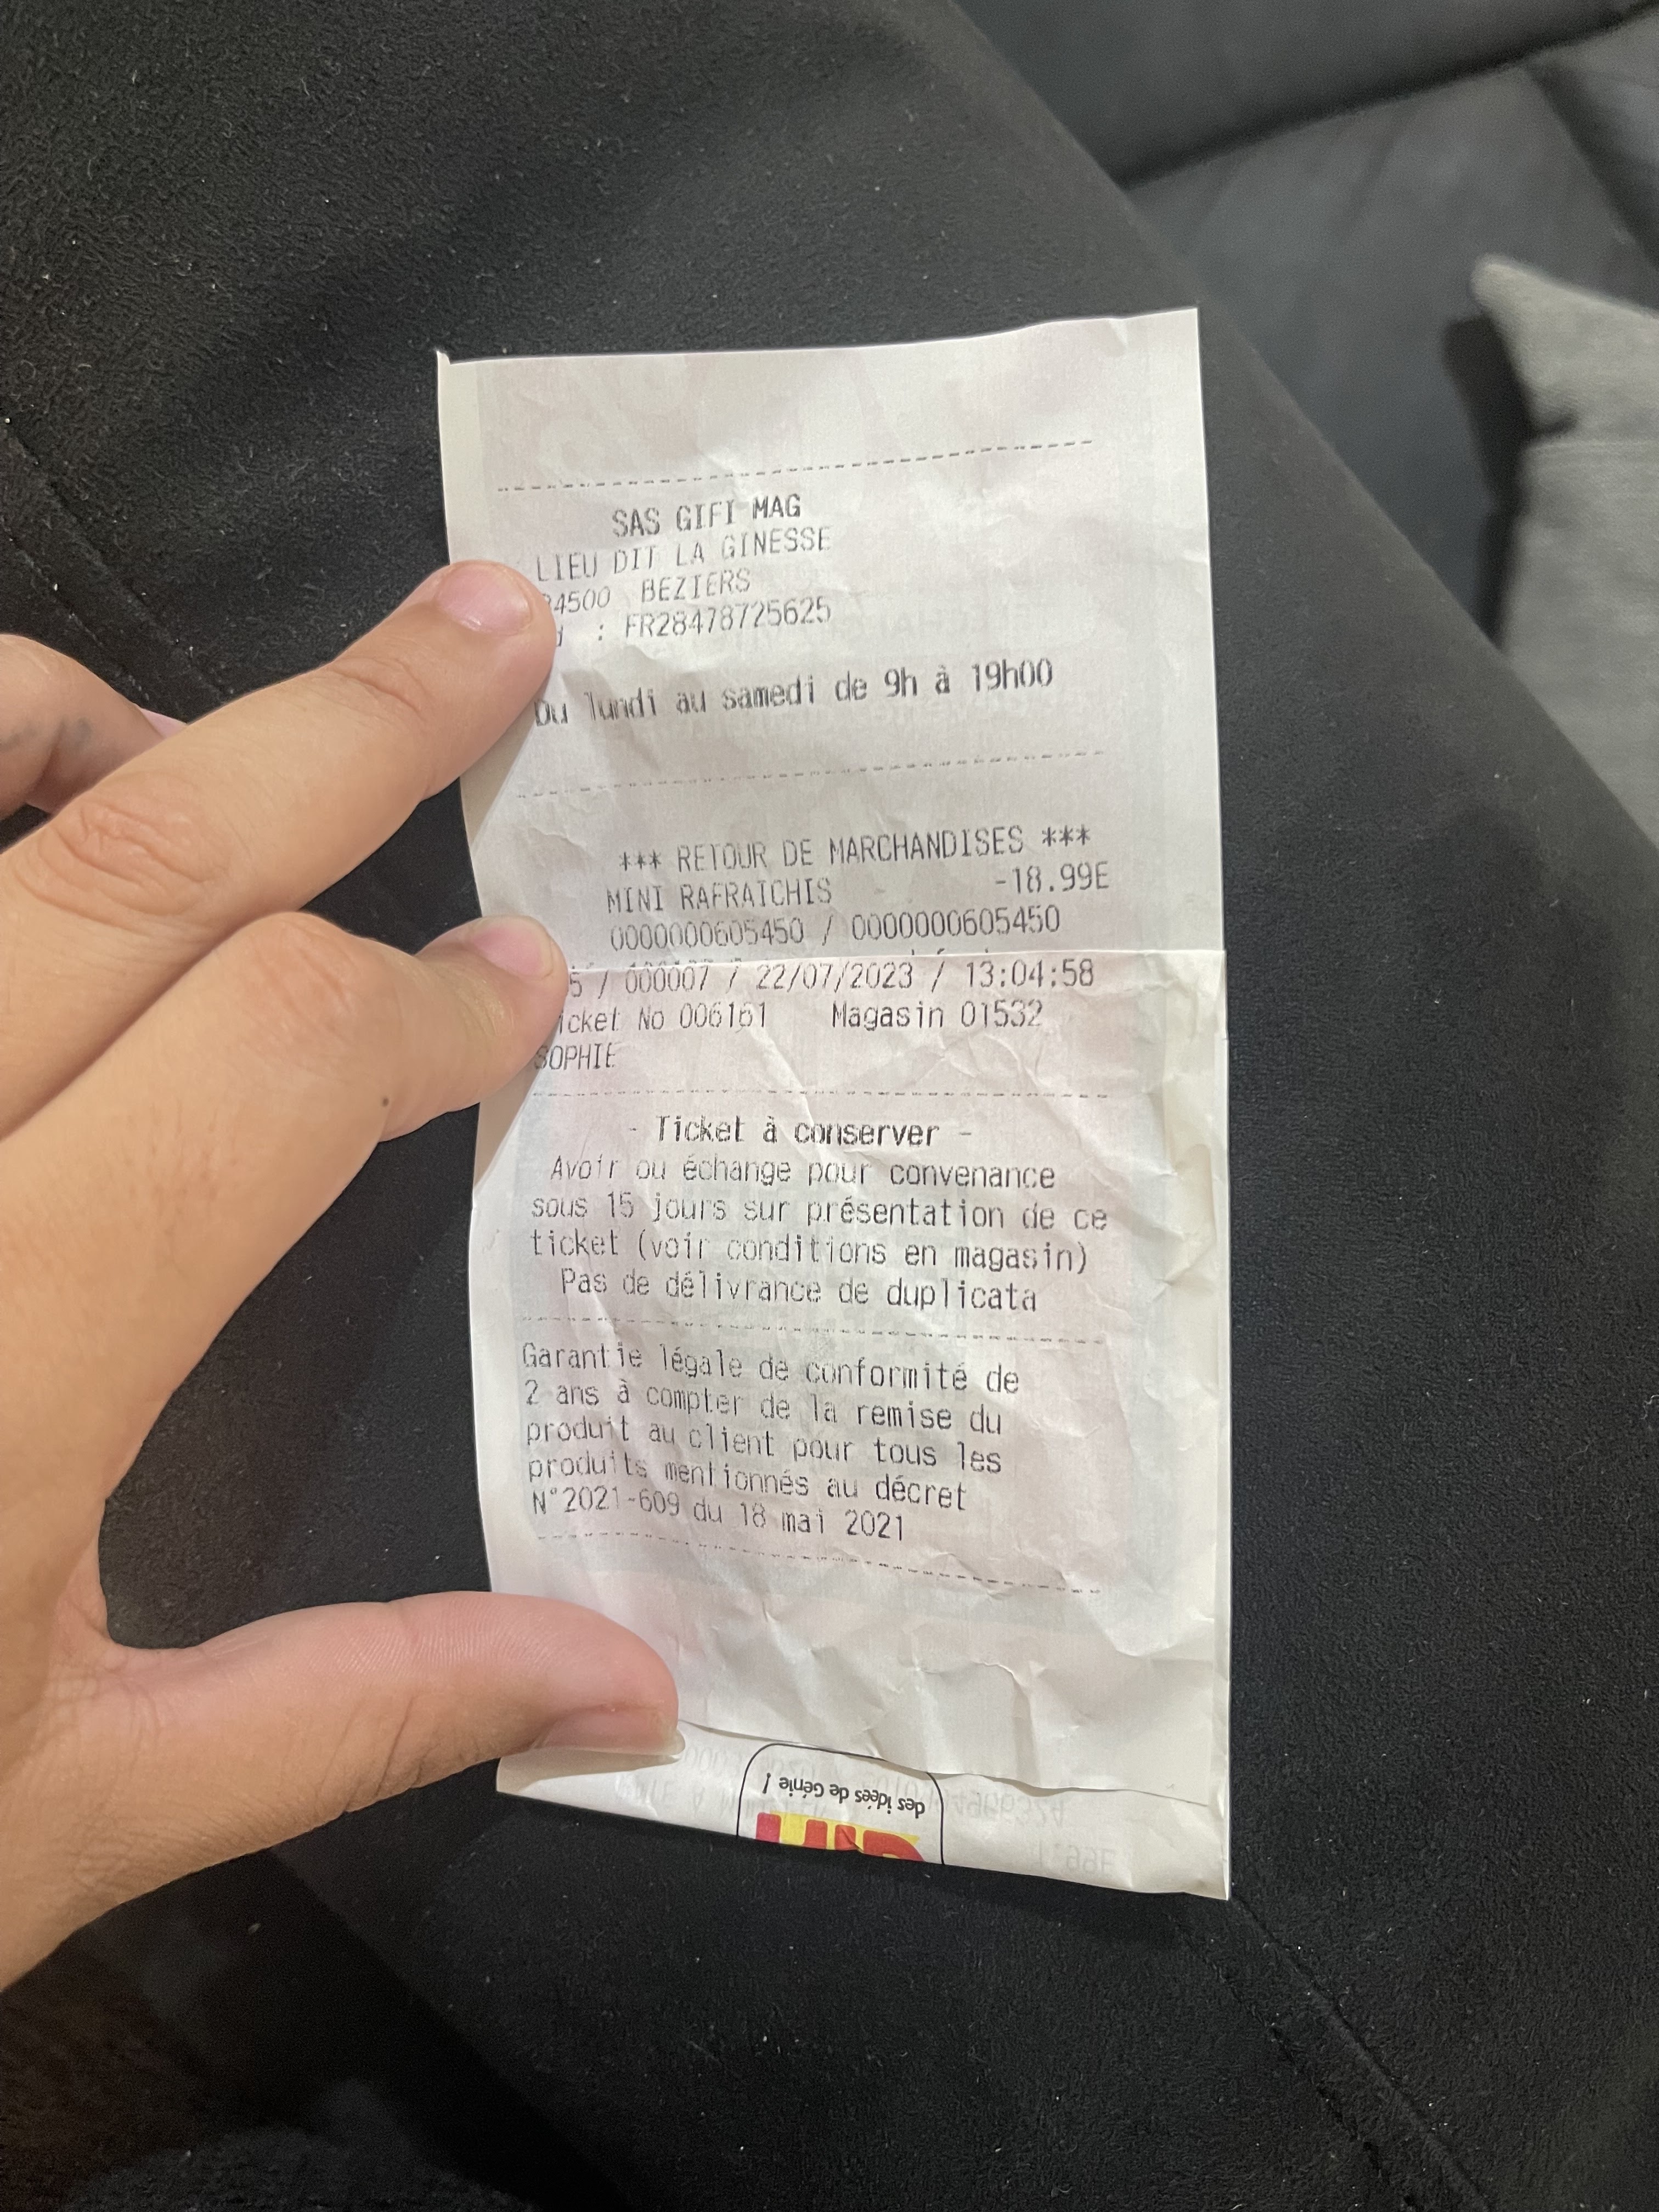 SAS GIFI MAG
LIEU DIT LA GINESSE
34500 BEZIERS
: FR28478725625
Du lundi au samedi de 9h à 19h00
*** RETOUR DE MARCHANDISES ***
MINI RAFRAICHIS -18.99E
0000000605450 / 0000000605450
5 / 000007 / 22/07/2023 / 13:04:58
icket No 006161 Magasin 01532
SOPHIE
- Ticket à conserver -
Avoir ou échange pour convenance
sous 15 jours sur présentation de ce
ticket (voir conditions en magasin)
Pas de délivrance de duplicata
Garantie légale de conformité de
2 ans à compter de la remise du
produit au client pour tous les
produits mentionnés au décret
N°2021-609 du 18 mai 2021
des idées de Génie !
GiFi